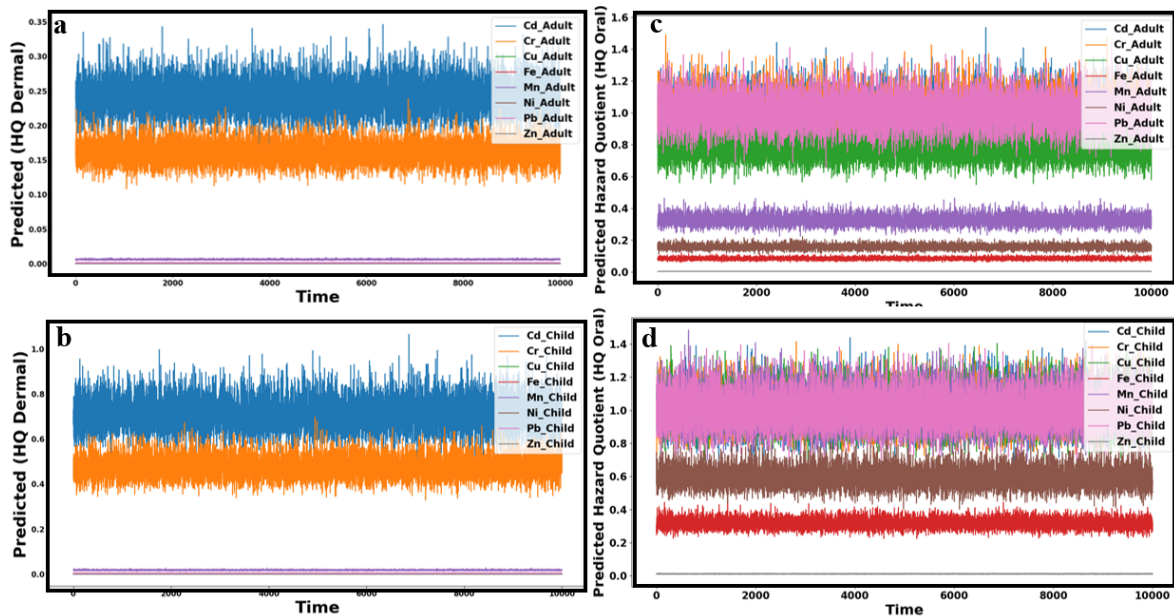 a
Predicted (HQ Dermal)
0.35
0.30
0.25
0.20
0.15
0.10
0.05
0.00
0 2000 4000 6000 8000 10000
Time
Cd_Adult
Cr_Adult
Cu_Adult
Fe_Adult
Mn_Adult
Ni_Adult
Pb_Adult
Zn_Adult
c
Predicted Hazard Quotient (HQ Oral)
1.6
1.4
1.2
1.0
0.8
0.6
0.4
0.2
0.0
0 2000 4000 6000 8000 10000
Time
Cd_Adult
Cr_Adult
Cu_Adult
Fe_Adult
Mn_Adult
Ni_Adult
Pb_Adult
Zn_Adult
b
Predicted (HQ Dermal)
1.0
0.8
0.6
0.4
0.2
0.0
0 2000 4000 6000 8000 10000
Time
Cd_Child
Cr_Child
Cu_Child
Fe_Child
Mn_Child
Ni_Child
Pb_Child
Zn_Child
d
Predicted Hazard Quotient (HQ Oral)
1.4
1.2
1.0
0.8
0.6
0.4
0.2
0.0
0 2000 4000 6000 8000 10000
Time
Cd_Child
Cr_Child
Cu_Child
Fe_Child
Mn_Child
Ni_Child
Pb_Child
Zn_Child